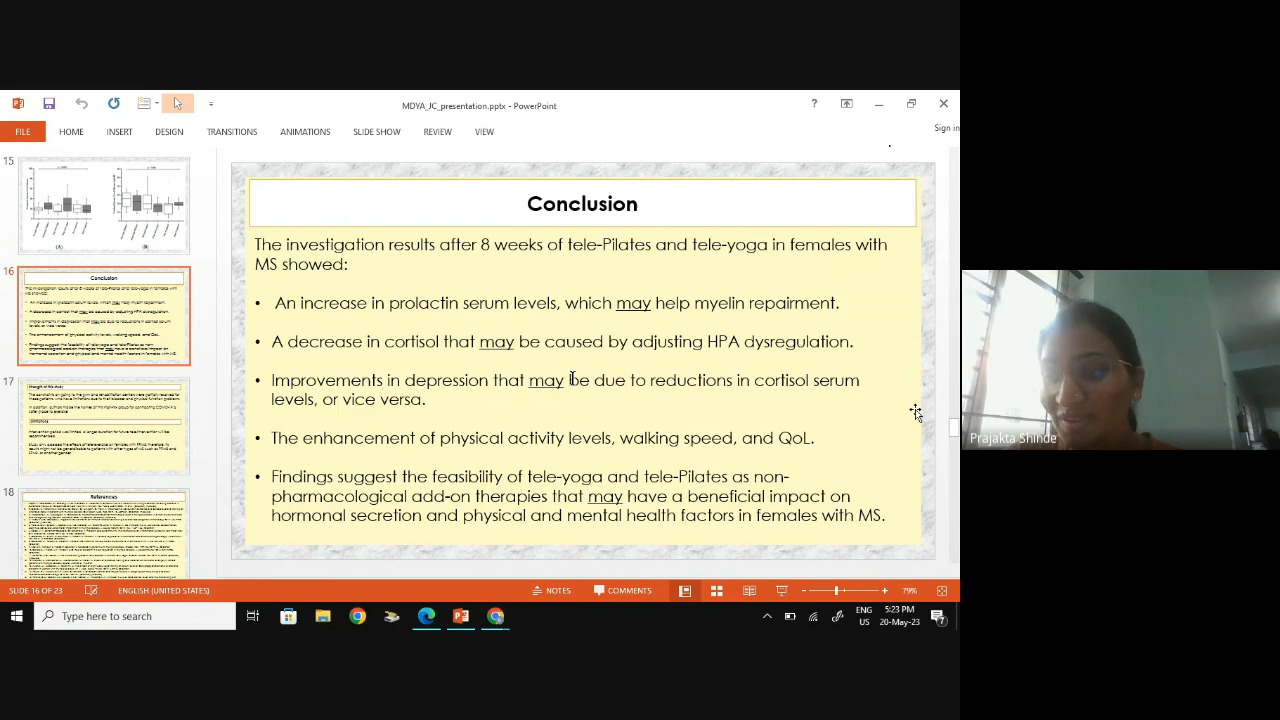 MDYA_JC_presentation.pptx - PowerPoint
?
Sign in
FILE HOME INSERT DESIGN TRANSITIONS ANIMATIONS SLIDE SHOW REVIEW VIEW
15
(A) (B)
16
Conclusion
17
Strength of this study
Limitations
18
References
Conclusion
The investigation results after 8 weeks of tele-Pilates and tele-yoga in females with
MS showed:
• An increase in prolactin serum levels, which may help myelin repairment.
• A decrease in cortisol that may be caused by adjusting HPA dysregulation.
• Improvements in depression that may be due to reductions in cortisol serum
levels, or vice versa.
• The enhancement of physical activity levels, walking speed, and QoL.
• Findings suggest the feasibility of tele-yoga and tele-Pilates as non-
pharmacological add-on therapies that may have a beneficial impact on
hormonal secretion and physical and mental health factors in females with MS.
Prajakta Shinde
SLIDE 16 OF 23 ENGLISH (UNITED STATES) NOTES COMMENTS 79%
Type here to search
ENG
US
5:23 PM
20-May-23
7